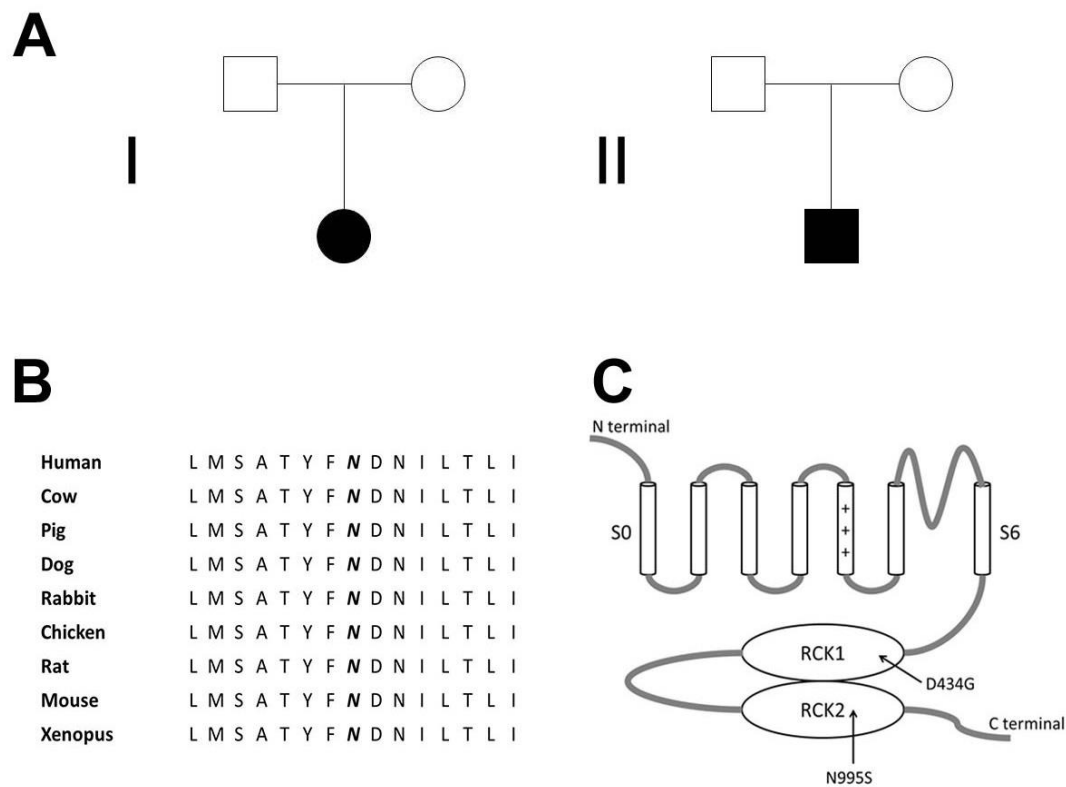 A
I
II
B
Human L M S A T Y F N D N I L T L I
Cow L M S A T Y F N D N I L T L I
Pig L M S A T Y F N D N I L T L I
Dog L M S A T Y F N D N I L T L I
Rabbit L M S A T Y F N D N I L T L I
Chicken L M S A T Y F N D N I L T L I
Rat L M S A T Y F N D N I L T L I
Mouse L M S A T Y F N D N I L T L I
Xenopus L M S A T Y F N D N I L T L I
C
N terminal
S0
+
+
+
S6
RCK1
D434G
RCK2
C terminal
N995S